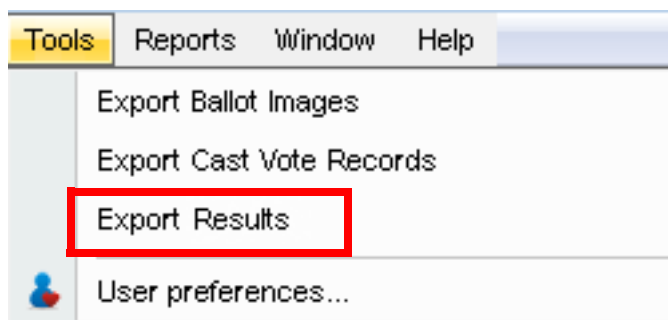 Tools Reports Window Help
Export Ballot Images
Export Cast Vote Records
Export Results
User preferences...